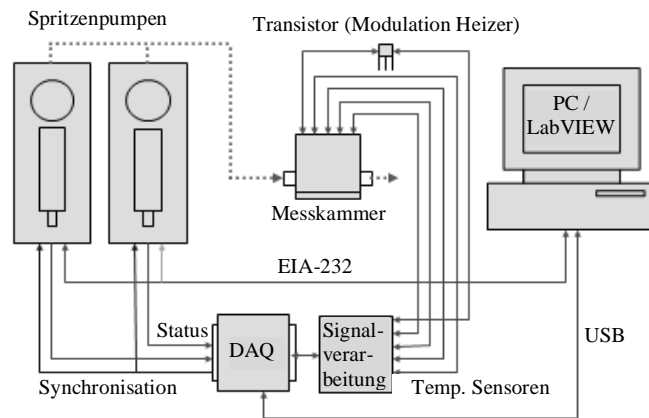 Spritzenpumpen
Transistor (Modulation Heizer)
PC /
LabVIEW
Messkammer
EIA-232
Status
DAQ
Signal-
verar-
beitung
USB
Synchronisation
Temp. Sensoren